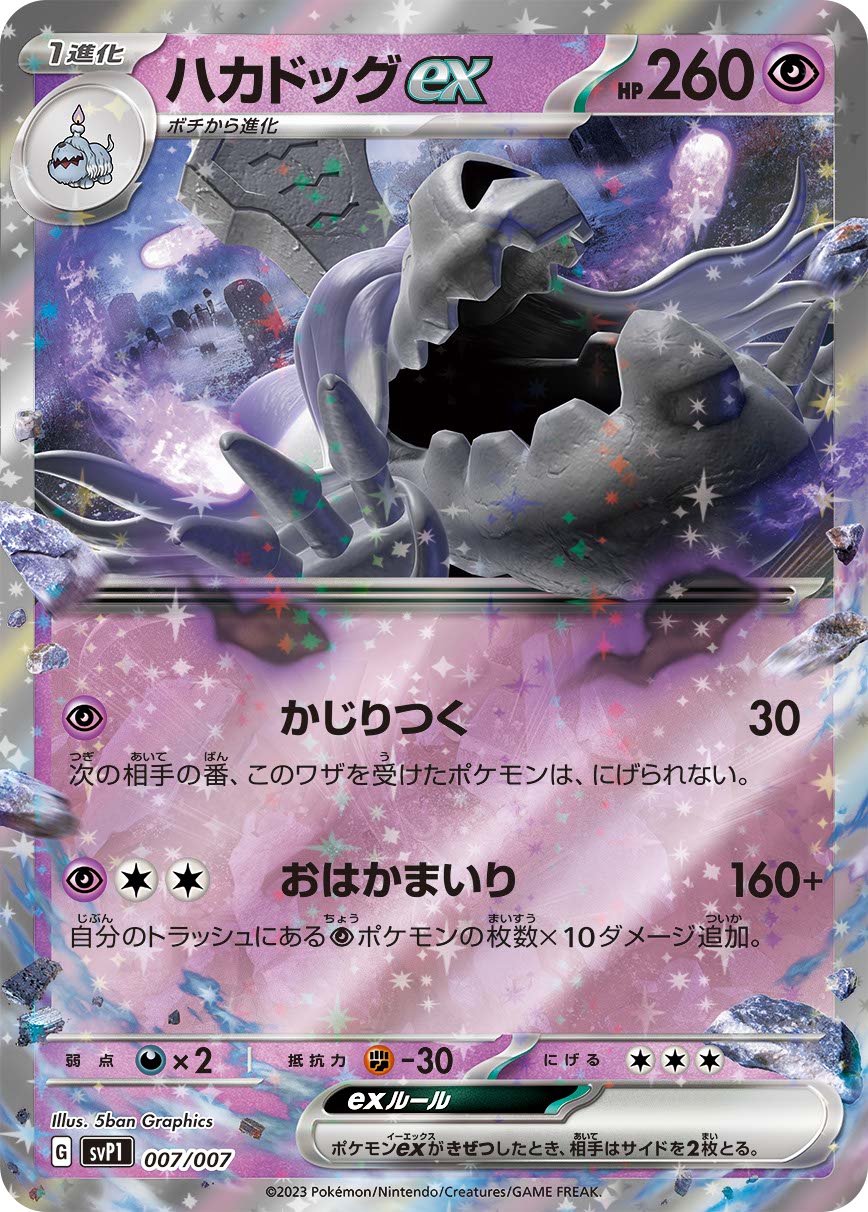 1進化
ハカドッグex
HP 260
ボチから進化
かじりつく 30
次の相手の番、このワザを受けたポケモンは、にげられない。
おはかまいり 160+
自分のトラッシュにある超ポケモンの枚数×10ダメージ追加。
弱点 ×2 抵抗力 -30 にげる
exルール
ポケモンexがきぜつしたとき、相手はサイドを2枚とる。
Illus. 5ban Graphics
G svP1 007/007
©2023 Pokémon/Nintendo/Creatures/GAME FREAK.